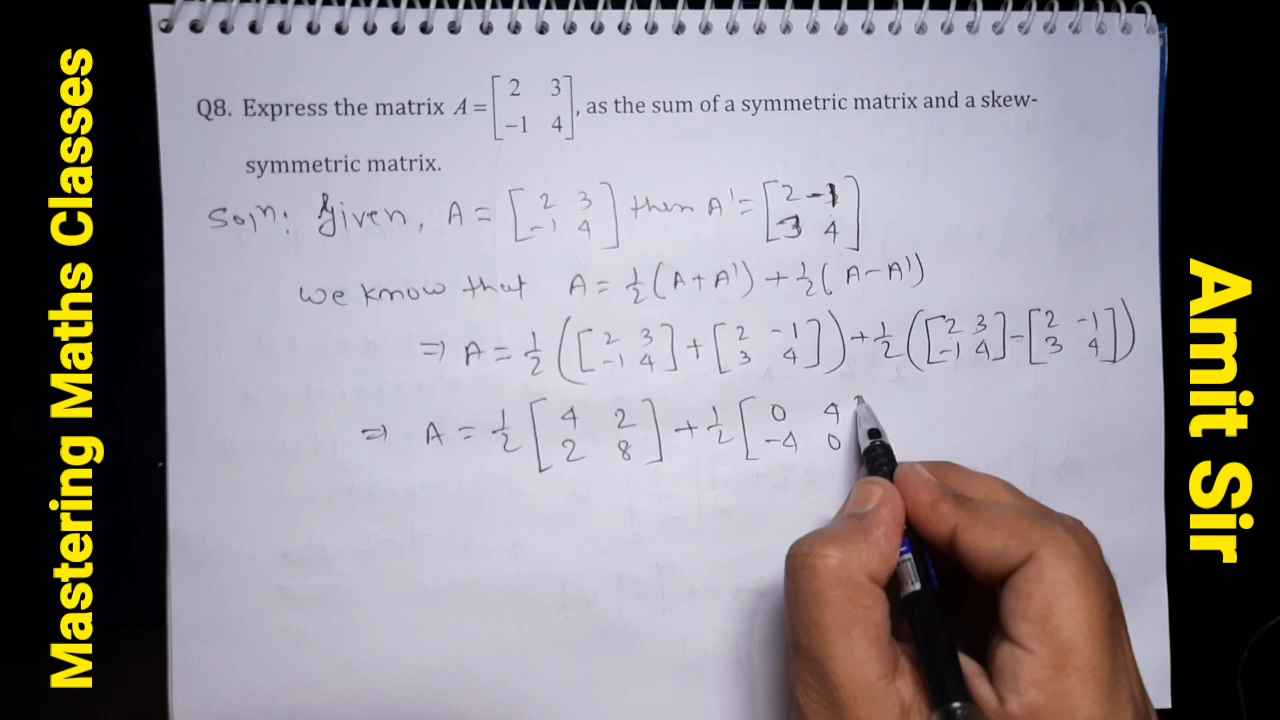 Mastering Maths Classes
Q8. Express the matrix A = [2 3; −1 4], as the sum of a symmetric matrix and a skew-
symmetric matrix.
Soln: Given, A = [2 3; -1 4] then A' = [2 -1; 3 4]
We know that A = 1/2 (A+A') + 1/2 (A-A')
⇒ A = 1/2 ([2 3; -1 4] + [2 -1; 3 4]) + 1/2 ([2 3; -1 4] - [2 -1; 3 4])
⇒ A = 1/2 [4 2; 2 8] + 1/2 [0 4; -4 0
Amit Sir